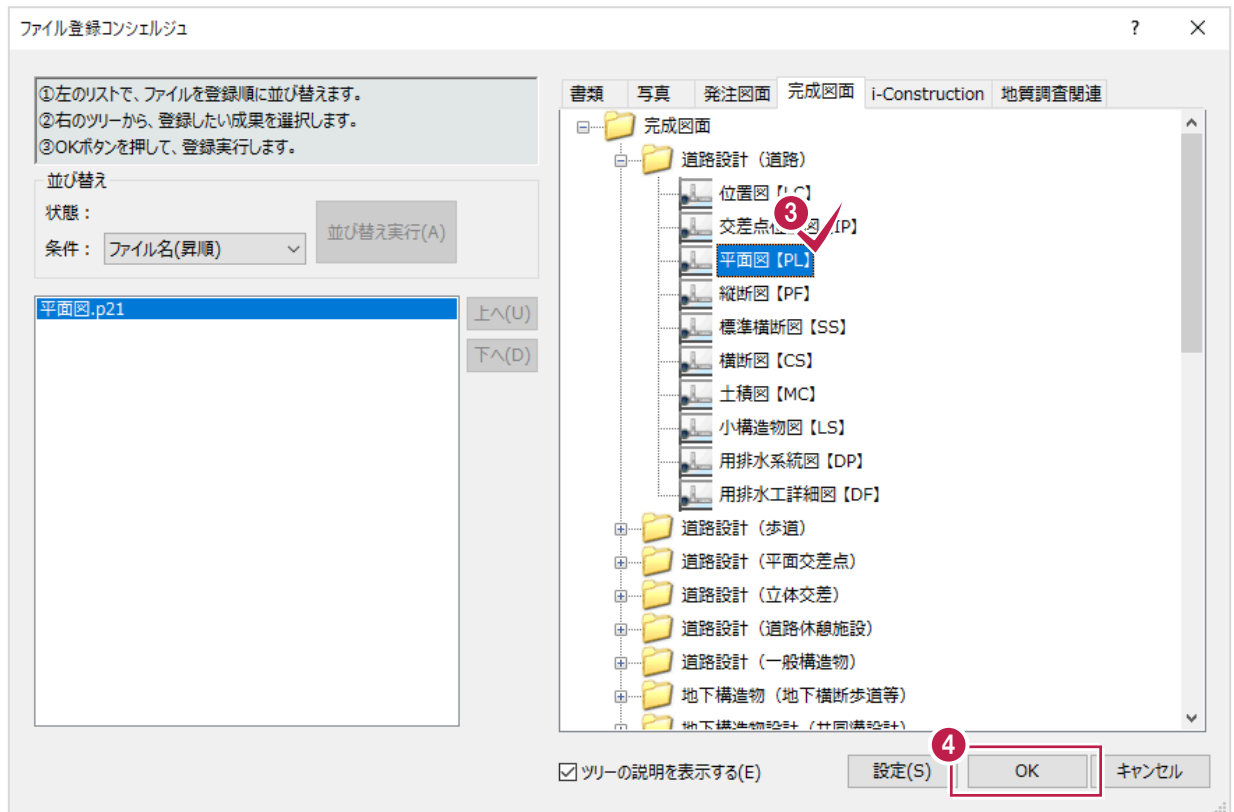 ファイル登録コンシェルジュ
?
①左のリストで、ファイルを登録順に並び替えます。
②右のツリーから、登録したい成果を選択します。
③OKボタンを押して、登録実行します。
並び替え
状態：
条件：
ファイル名(昇順)
並び替え実行(A)
平面図.p21
上へ(U)
下へ(D)
書類 写真 発注図面 完成図面 i-Construction 地質調査関連
完成図面
道路設計（道路）
位置図【LC】
3
交差点位 図【IP】
平面図【PL】
縦断図【PF】
標準横断図【SS】
横断図【CS】
土積図【MC】
小構造物図【LS】
用排水系統図【DP】
用排水工詳細図【DF】
道路設計（歩道）
道路設計（平面交差点）
道路設計（立体交差）
道路設計（道路休憩施設）
道路設計（一般構造物）
地下構造物（地下横断歩道等）
地下構造物設計（共同溝設計）
4
ツリーの説明を表示する(E)
設定(S)
OK
キャンセル